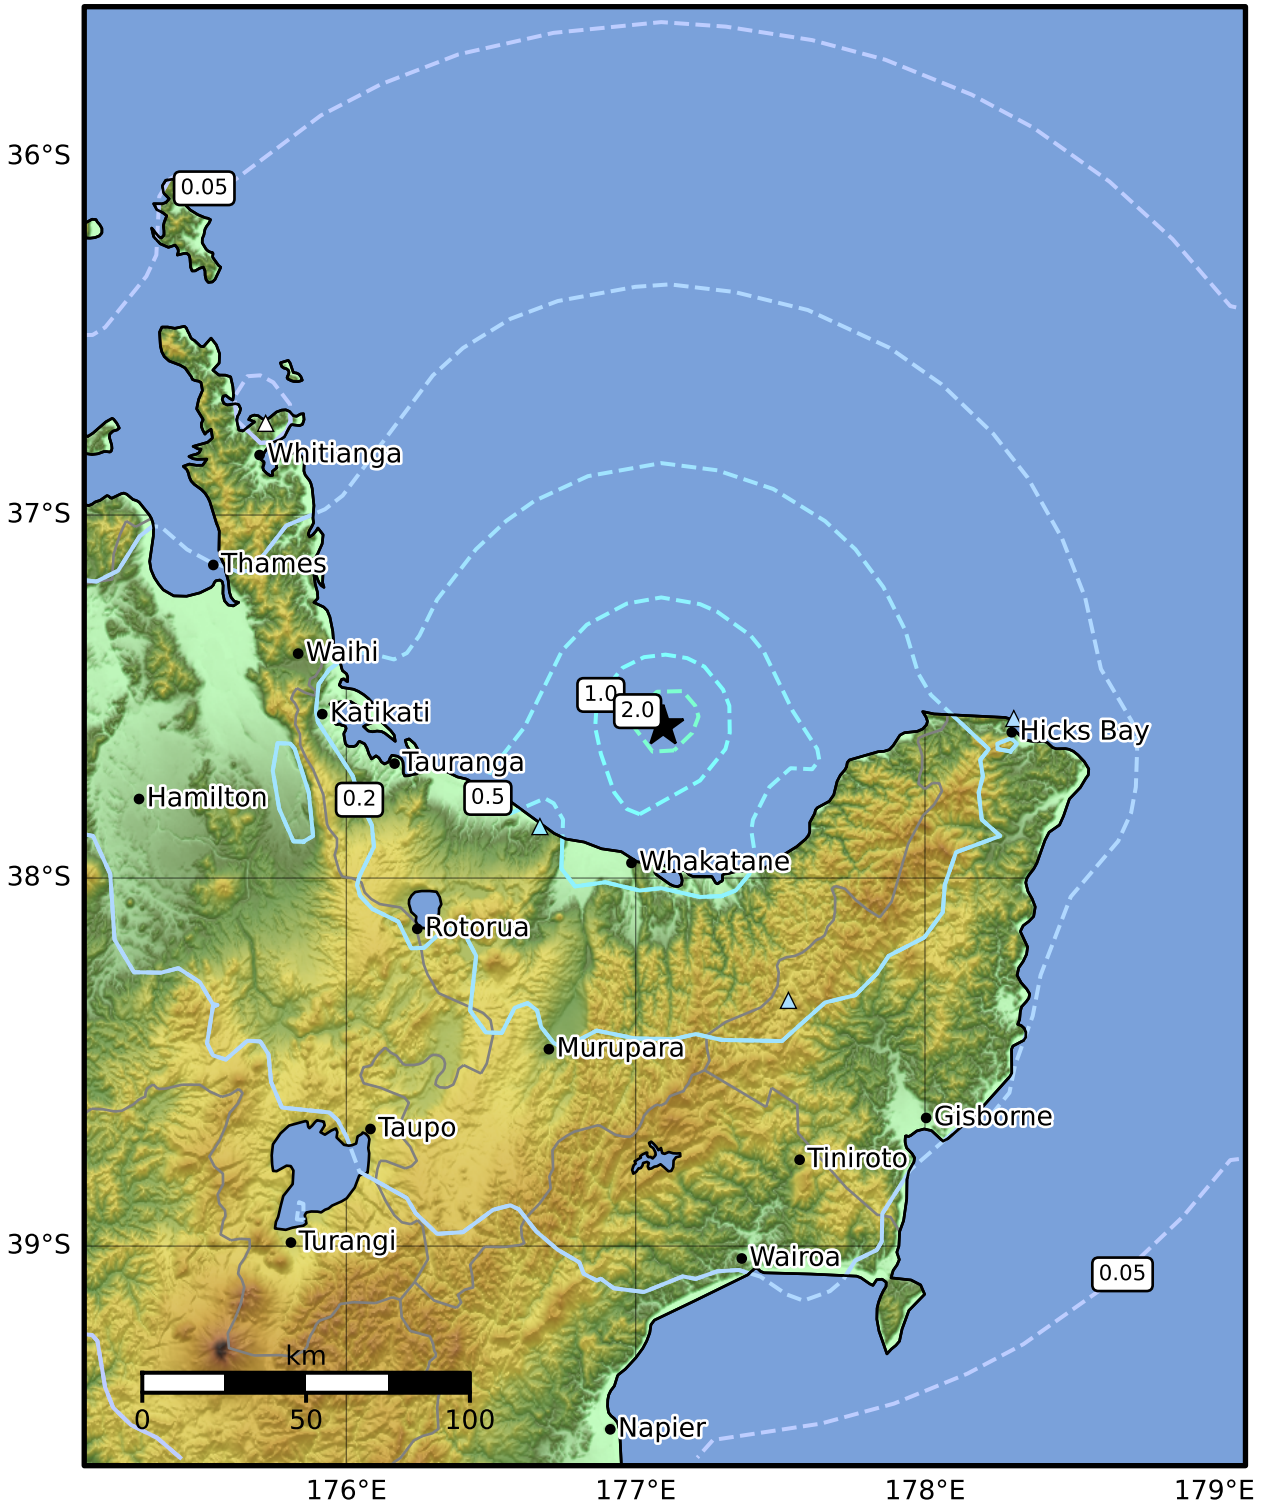 36°S
0.05
Whitianga
37°S
Thames
Waihi
1.0
2.0
Katikati
Hicks Bay
Tauranga
Hamilton
0.2
0.5
Whakatane
38°S
Rotorua
Murupara
Gisborne
Taupo
Tiniroto
Turangi
39°S
Wairoa
0.05
km
0 50 100
Napier
176°E 177°E 178°E 179°E